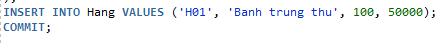 INSERT INTO Hang VALUES ('H01', 'Banh trung thu', 100, 50000);
COMMIT;